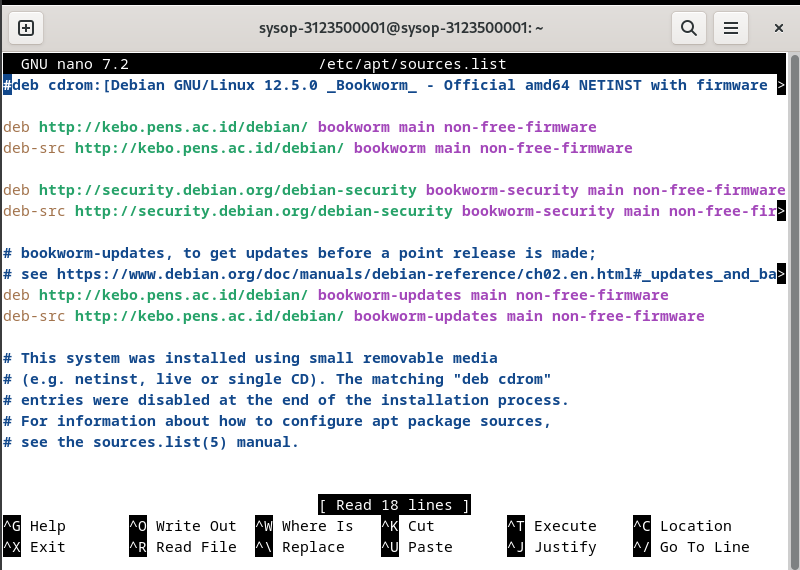 sysop-3123500001@sysop-3123500001: ~
GNU nano 7.2 /etc/apt/sources.list
#deb cdrom:[Debian GNU/Linux 12.5.0 _Bookworm_ - Official amd64 NETINST with firmware >
deb http://kebo.pens.ac.id/debian/ bookworm main non-free-firmware
deb-src http://kebo.pens.ac.id/debian/ bookworm main non-free-firmware
deb http://security.debian.org/debian-security bookworm-security main non-free-firmware
deb-src http://security.debian.org/debian-security bookworm-security main non-free-fir>
# bookworm-updates, to get updates before a point release is made;
# see https://www.debian.org/doc/manuals/debian-reference/ch02.en.html#_updates_and_ba>
deb http://kebo.pens.ac.id/debian/ bookworm-updates main non-free-firmware
deb-src http://kebo.pens.ac.id/debian/ bookworm-updates main non-free-firmware
# This system was installed using small removable media
# (e.g. netinst, live or single CD). The matching "deb cdrom"
# entries were disabled at the end of the installation process.
# For information about how to configure apt package sources,
# see the sources.list(5) manual.
[ Read 18 lines ]
^G Help ^O Write Out ^W Where Is ^K Cut ^T Execute ^C Location
^X Exit ^R Read File ^\ Replace ^U Paste ^J Justify ^/ Go To Line